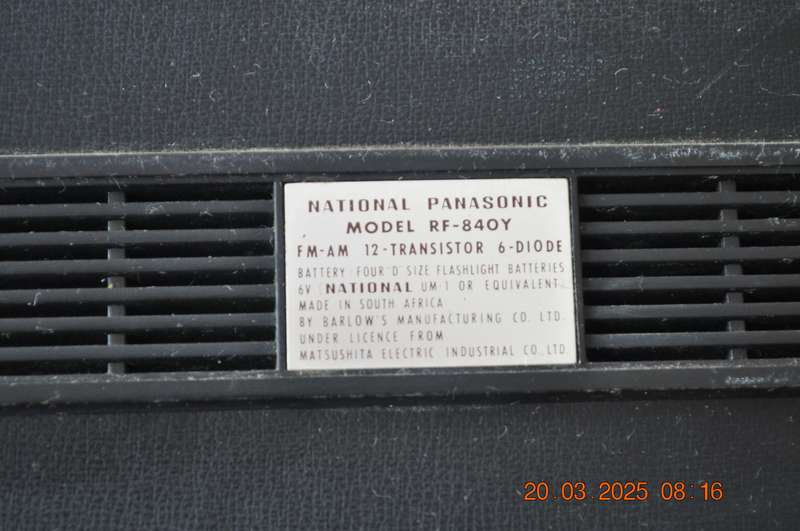 NATIONAL PANASONIC
MODEL RF-840Y
FM-AM 12-TRANSISTOR 6-DIODE
BATTERY: FOUR "D" SIZE FLASHLIGHT BATTERIES
6V (NATIONAL UM-1 OR EQUIVENT.
MADE IN SOUTH AFRICA
BY BARLOW'S MANUFACTURING CO. LTD.
UNDER LICENCE FROM
MATSUSHITA ELECTRIC INDUSTRIAL CO., LTD.
20.03.2025 08:16